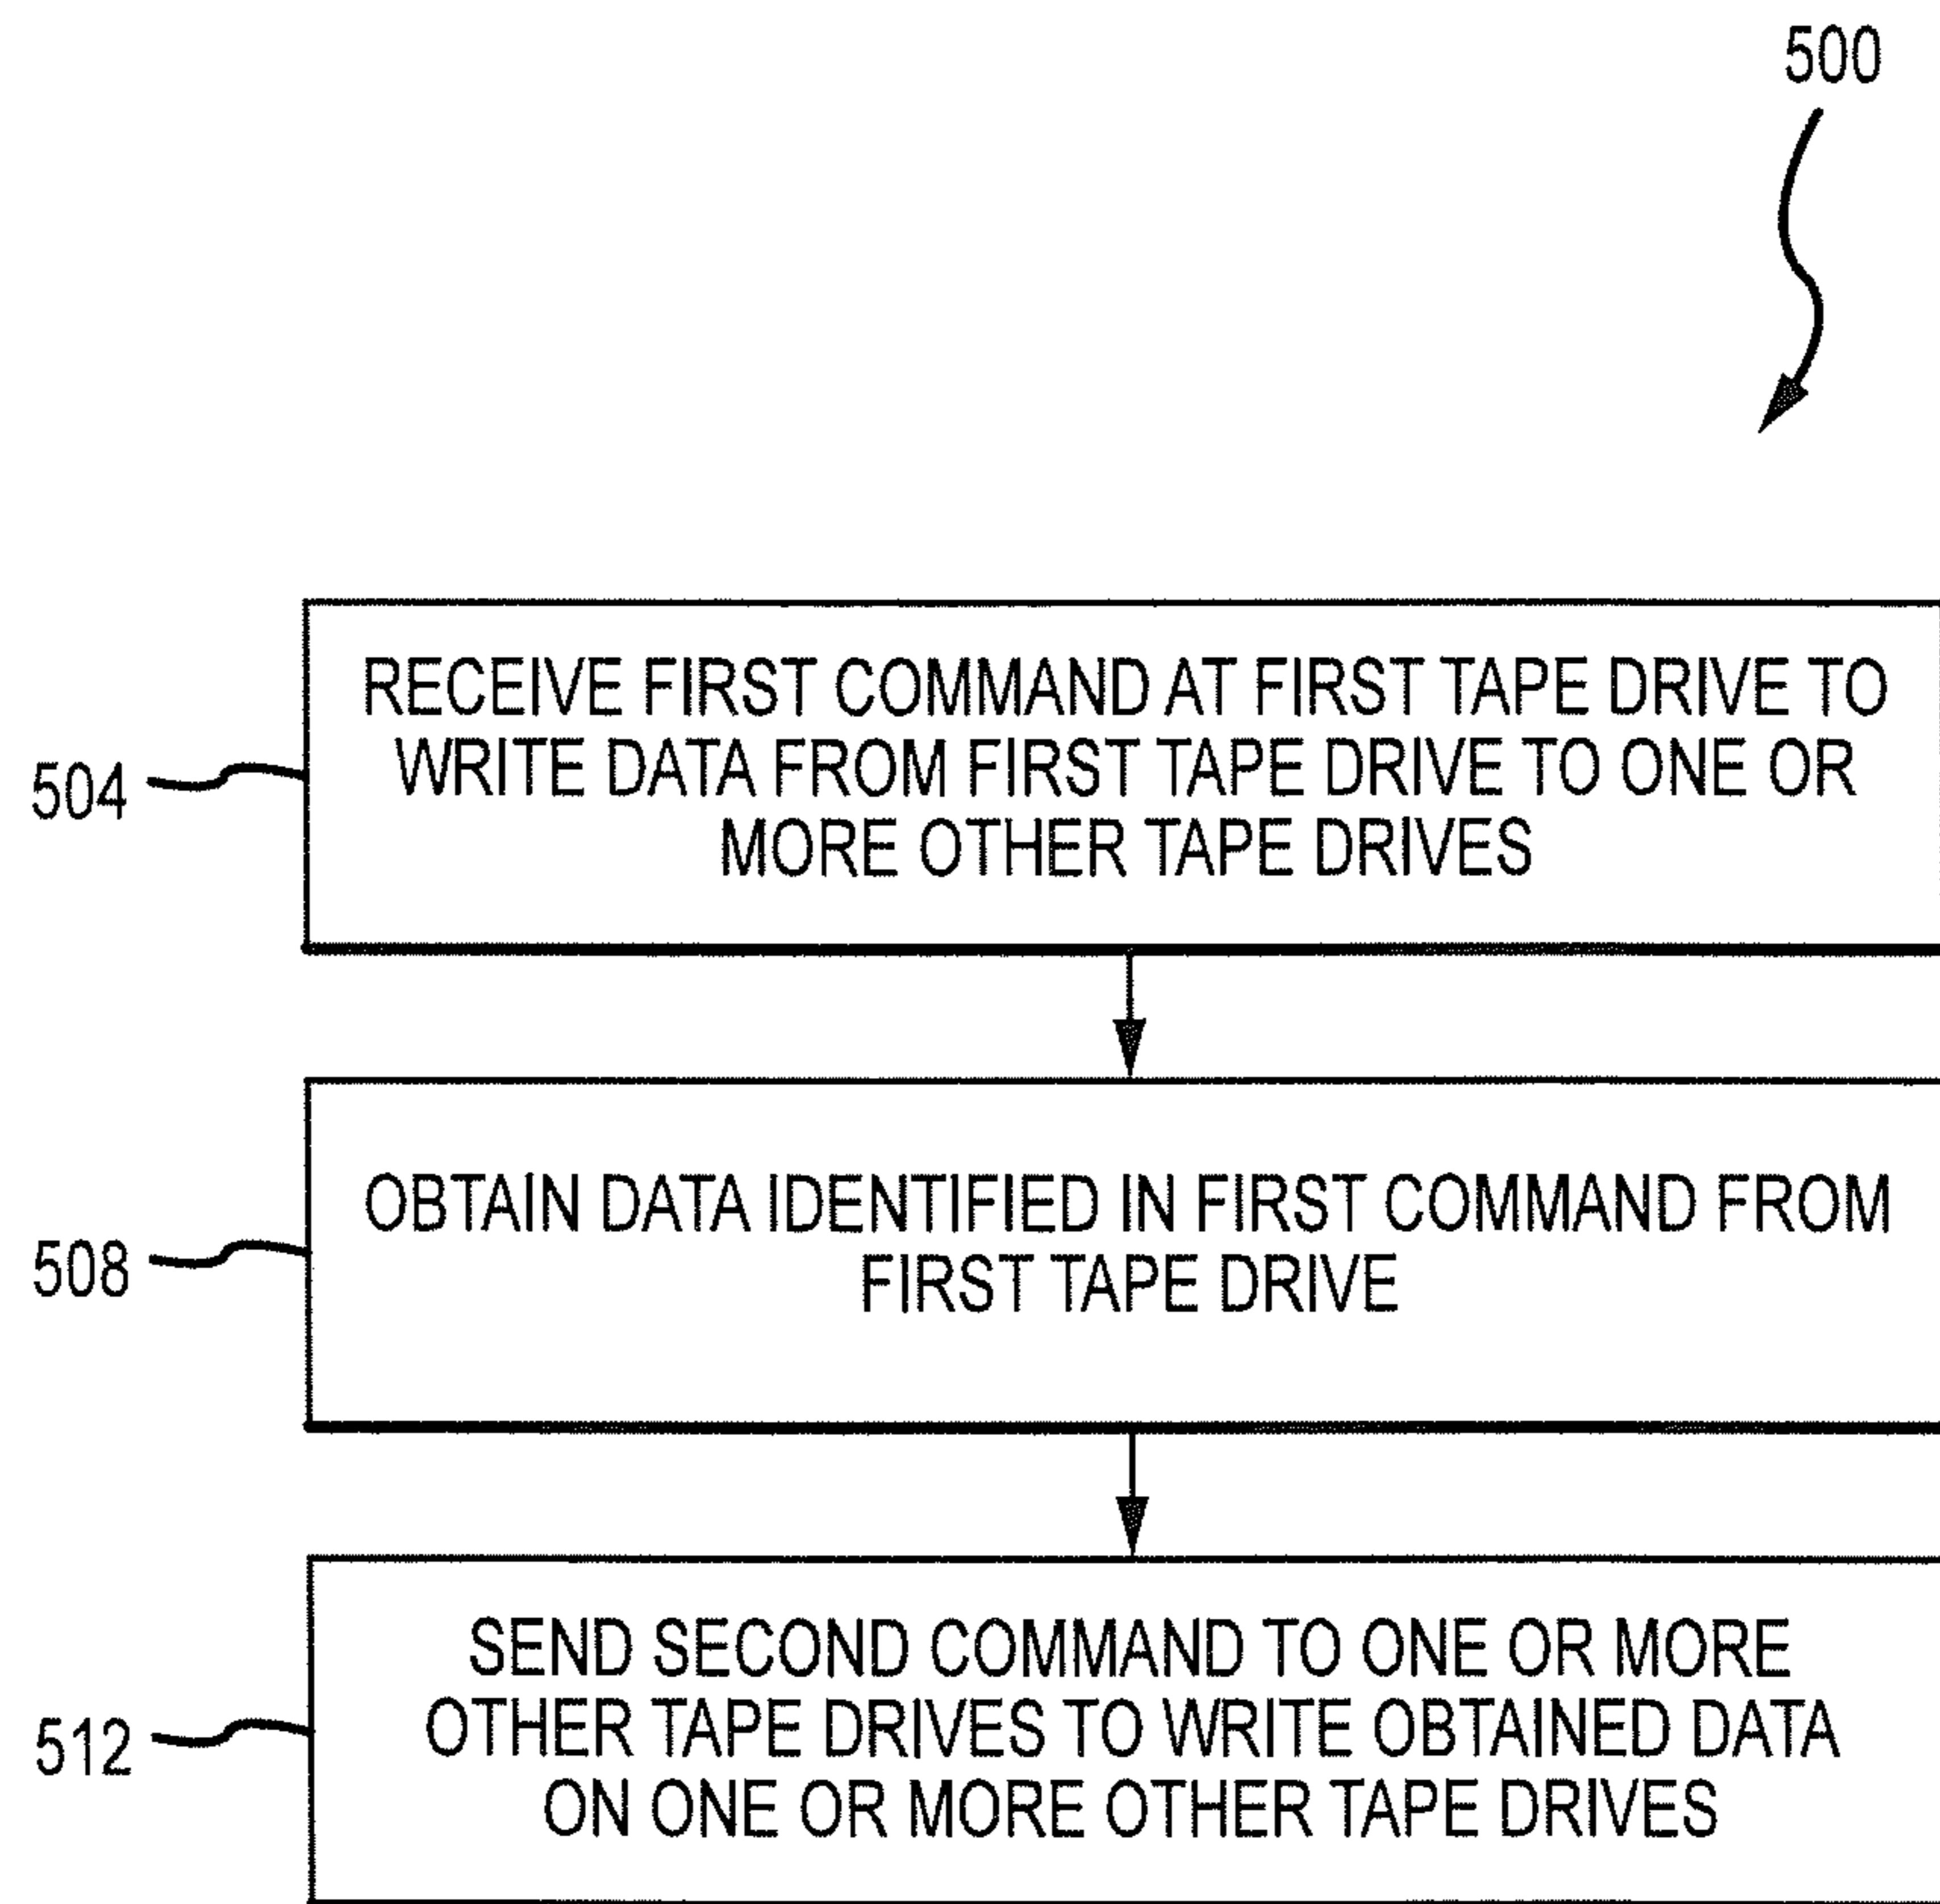 500
RECEIVE FIRST COMMAND AT FIRST TAPE DRIVE TO
WRITE DATA FROM FIRST TAPE DRIVE TO ONE OR
MORE OTHER TAPE DRIVES
504
OBTAIN DATA IDENTIFIED IN FIRST COMMAND FROM
FIRST TAPE DRIVE
508
SEND SECOND COMMAND TO ONE OR MORE
OTHER TAPE DRIVES TO WRITE OBTAINED DATA
ON ONE OR MORE OTHER TAPE DRIVES
512